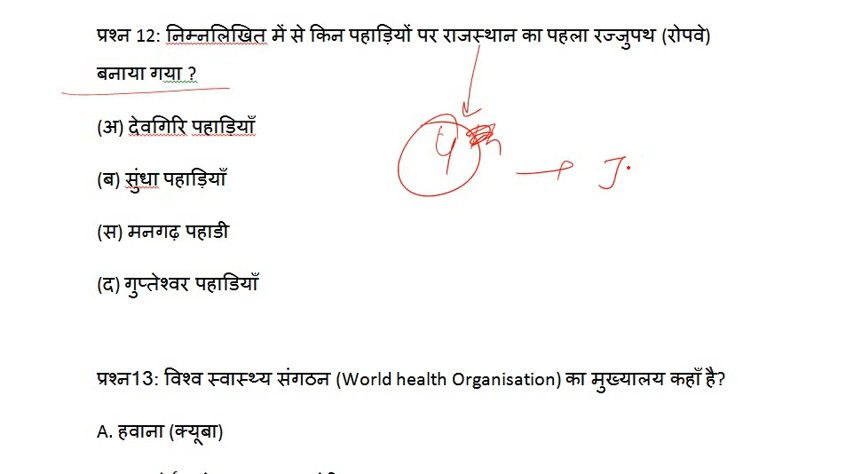 प्रश्न 12: निम्नलिखित में से किन पहाड़ियों पर राजस्थान का पहला रज्जुपथ (रोपवे)
बनाया गया ?
(अ) देवगिरि पहाड़ियाँ
(ब) सुंधा पहाड़ियाँ
(स) मनगढ़ पहाडी
(द) गुप्तेश्वर पहाडियाँ
प्रश्न13: विश्व स्वास्थ्य संगठन (World health Organisation) का मुख्यालय कहाँ है?
A. हवाना (क्यूबा)